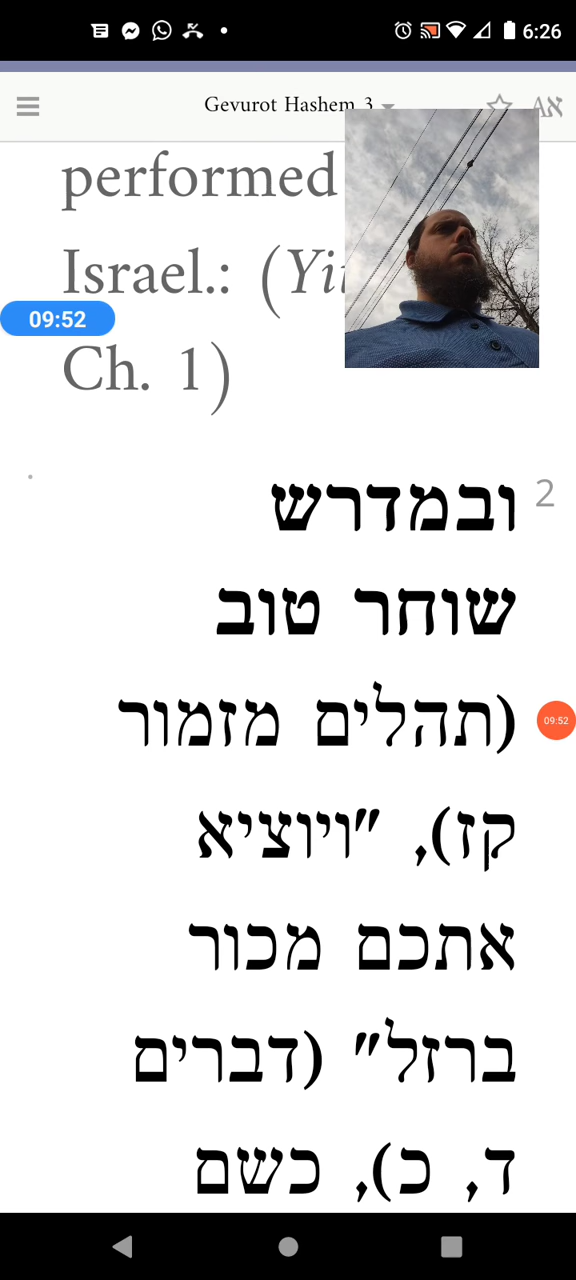 6:26
Gevurot Hashem 3
performed
Israel.: (
09:52
Ch. 1)
2
ובמדרש
שוחר טוב
(תהלים מזמור
09:52
קז), "ויוציא
אתכם מכור
ברזל" (דברים
ד, כ), כשם